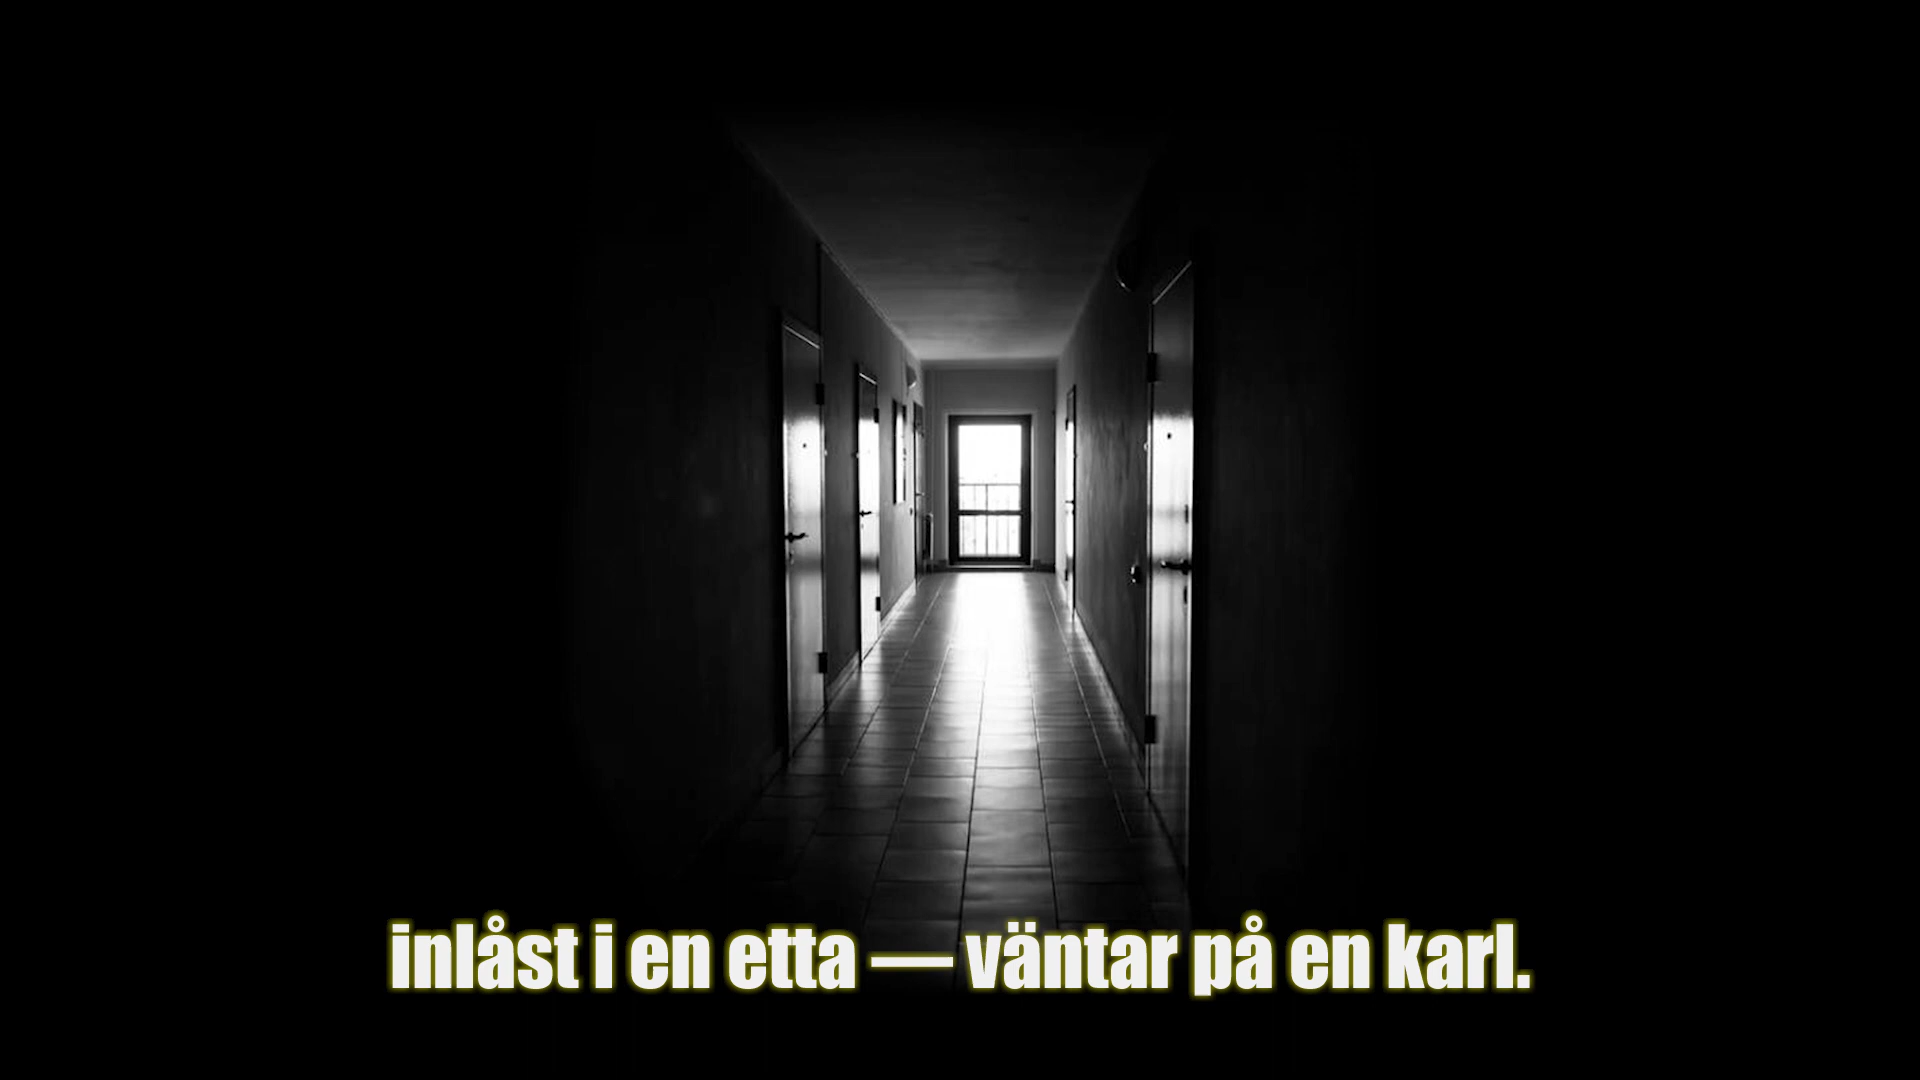 inlåst i en etta — väntar på en karl.